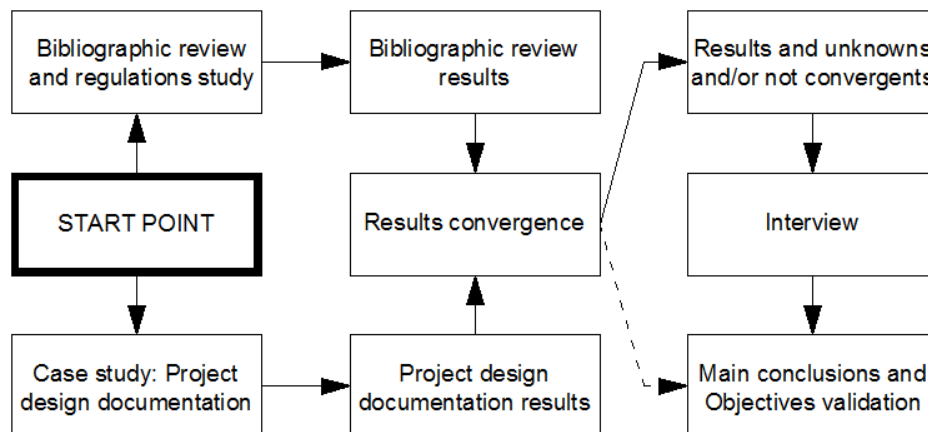 Bibliographic review
and regulations study
Bibliographic review
results
Results and unknowns
and/or not convergents
START POINT
Results convergence
Interview
Case study: Project
design documentation
Project design
documentation results
Main conclusions and
Objectives validation